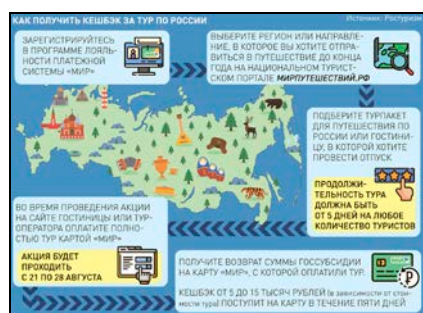 КАК ПОЛУЧИТЬ КЕШБЭК ЗА ТУР ПО РОССИИ
Источник: Ростуризм
ЗАРЕГИСТРИРУЙТЕСЬ
В ПРОГРАММЕ ЛОЯЛЬ-
НОСТИ ПЛАТЕЖНОЙ
СИСТЕМЫ «МИР»
ВЫБЕРИТЕ РЕГИОН ИЛИ НАПРАВЛЕ-
НИЕ, В КОТОРОЕ ВЫ ХОТИТЕ ОТПРА-
ВИТЬСЯ В ПУТЕШЕСТВИЕ ДО КОНЦА
ГОДА НА НАЦИОНАЛЬНОМ ТУРИСТ-
СКОМ ПОРТАЛЕ МИРПУТЕШЕСТВИЙ.РФ
ПОДБЕРИТЕ ТУРПАКЕТ
ДЛЯ ПУТЕШЕСТВИЯ ПО
РОССИИ ИЛИ ГОСТИНИ-
ЦУ, В КОТОРОЙ ХОТИТЕ
ПРОВЕСТИ ОТПУСК
ПРОДОЛЖИ-
ТЕЛЬНОСТЬ ТУРА
ДОЛЖНА БЫТЬ
ОТ 5 ДНЕЙ НА ЛЮБОЕ
КОЛИЧЕСТВО ТУРИСТОВ
ВО ВРЕМЯ ПРОВЕДЕНИЯ АКЦИИ
НА САЙТЕ ГОСТИНИЦЫ ИЛИ ТУР-
ОПЕРАТОРА ОПЛАТИТЕ ПОЛНО-
СТЬЮ ТУР КАРТОЙ «МИР»
АКЦИЯ БУДЕТ
ПРОХОДИТЬ
С 21 ПО 28 АВГУСТА
ПОЛУЧИТЕ ВОЗВРАТ СУММЫ ГОССУБСИДИИ
НА КАРТУ «МИР», С КОТОРОЙ ОПЛАТИЛИ ТУР.
КЕШБЭК ОТ 5 ДО 15 ТЫСЯЧ РУБЛЕЙ (в зависимости от стои-
мости тура) ПОСТУПИТ НА КАРТУ В ТЕЧЕНИЕ ПЯТИ ДНЕЙ